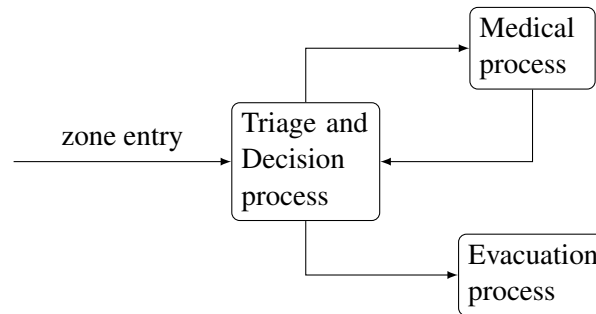 Medical
process
zone entry
Triage and
Decision
process
Evacuation
process